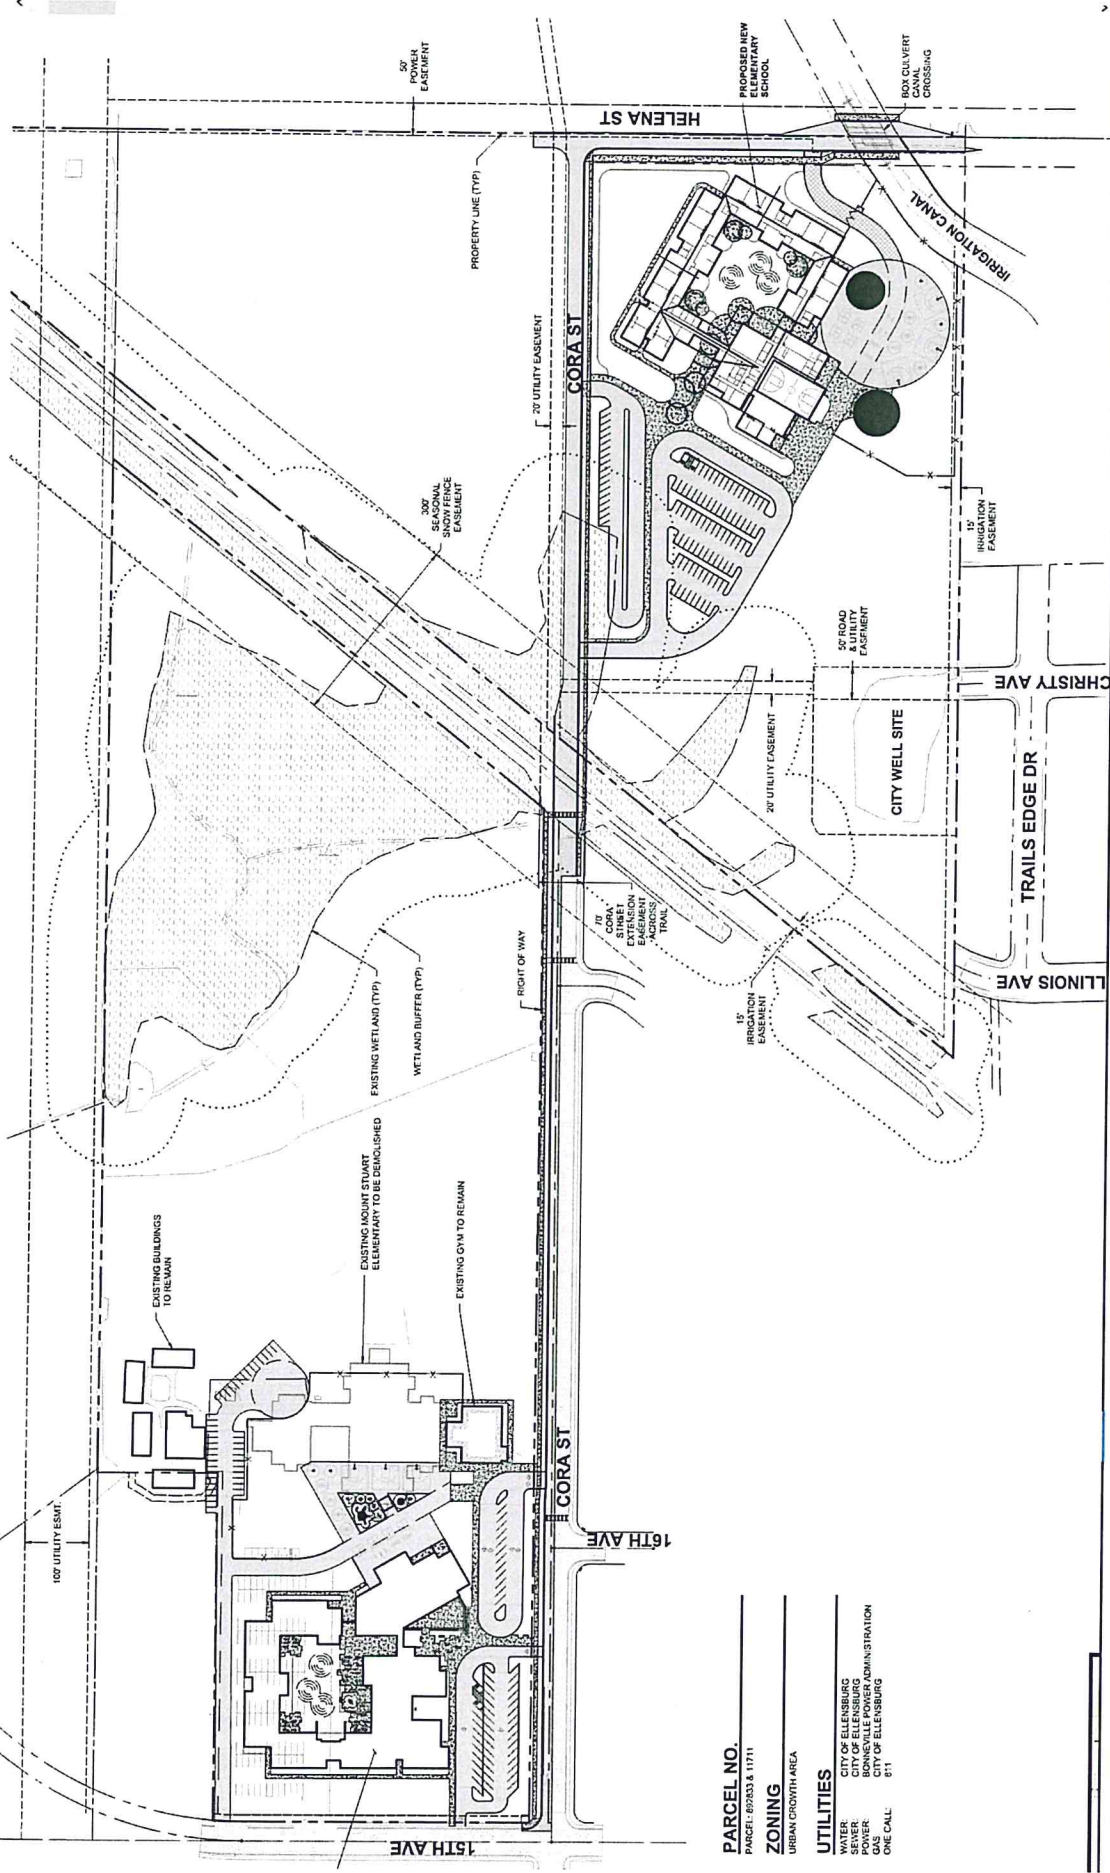 50'
POWER
EASEMENT
HELENA ST
PROPOSED NEW
ELEMENTARY
SCHOOL
BOX CULVERT
CANAL
CROSSING
PROPERTY LINE (TYP)
IRRIGATION CANAL
20' UTILITY EASEMENT
CORA ST
300'
SEASONAL
SNOW FENCE
EASEMENT
15'
IRRIGATION
EASEMENT
50' ROAD
& UTILITY
EASEMENT
CHRISTY AVE
20' UTILITY EASEMENT
CITY WELL SITE
TRAILS EDGE DR
70'
CORA
STREET
EXTENSION
EASEMENT
ACROSS
TRAIL
RIGHT OF WAY
ILLINOIS AVE
15'
IRRIGATION
EASEMENT
EXISTING WETLAND (TYP)
WETLAND BUFFER (TYP)
EXISTING MOUNT STUART
ELEMENTARY TO BE DEMOLISHED
EXISTING GYM TO REMAIN
EXISTING BUILDINGS
TO REMAIN
100' UTILITY ESMT.
CORA ST
16TH AVE
15TH AVE
PARCEL NO.
PARCEL: 892833 & 11711
ZONING
URBAN GROWTH AREA
UTILITIES
WATER: CITY OF ELLENSBURG
SEWER: CITY OF ELLENSBURG
POWER: BONNEVILLE POWER ADMINISTRATION
GAS CITY OF ELLENSBURG
ONE CALL: 811